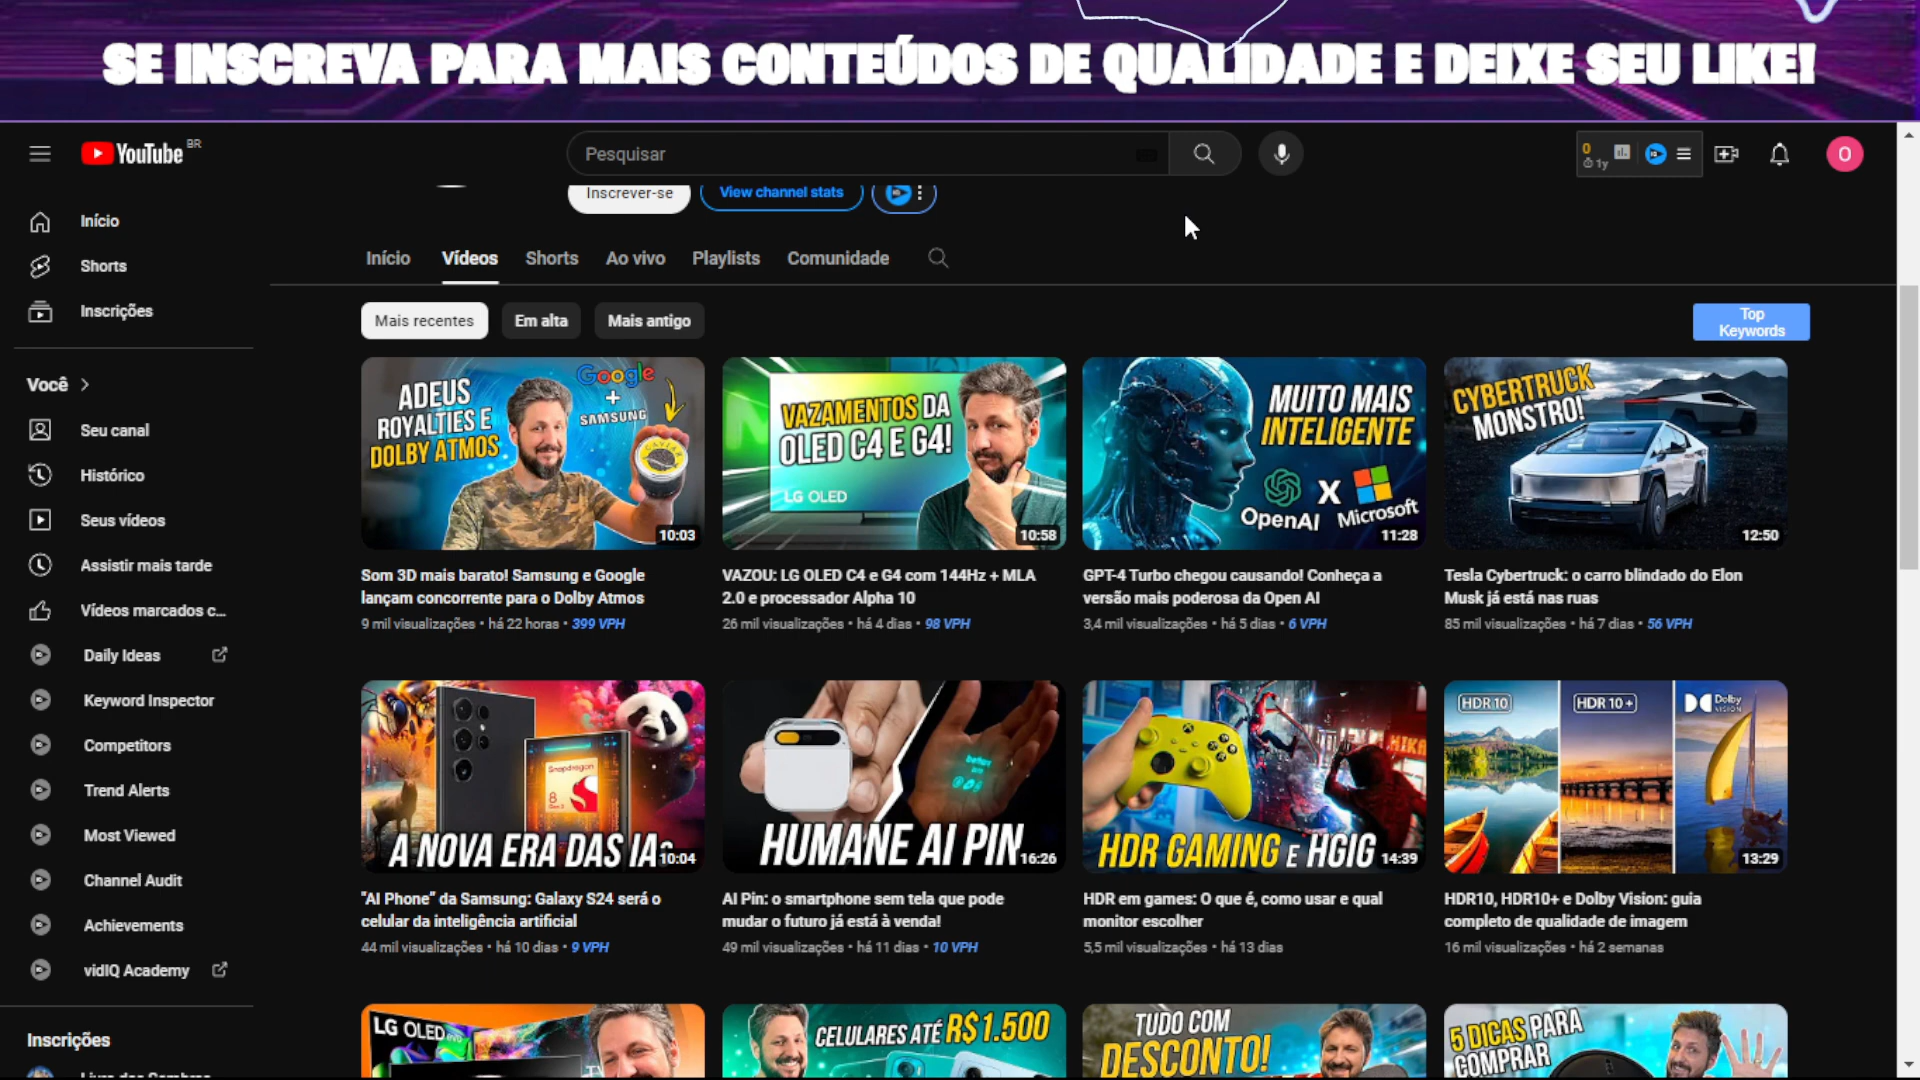 SE INSCREVA PARA MAIS CONTEÚDOS DE QUALIDADE E DEIXE SEU LIKE!
YouTube BR
Pesquisar
0
1y
O
Inscrever-se
View channel stats
Início
Shorts
Inscrições
Você
Seu canal
Histórico
Seus vídeos
Assistir mais tarde
Vídeos marcados c...
Daily Ideas
Keyword Inspector
Competitors
Trend Alerts
Most Viewed
Channel Audit
Achievements
vidIQ Academy
Inscrições
Início Vídeos Shorts Ao vivo Playlists Comunidade
Mais recentes Em alta Mais antigo
Top
Keywords
ADEUS
ROYALTIES E
DOLBY ATMOS
Google
+
SAMSUNG
10:03
Som 3D mais barato! Samsung e Google
lançam concorrente para o Dolby Atmos
9 mil visualizações • há 22 horas • 399 VPH
VAZAMENTOS DA
OLED C4 E G4!
LG OLED
10:58
VAZOU: LG OLED C4 e G4 com 144Hz + MLA
2.0 e processador Alpha 10
26 mil visualizações • há 4 dias • 98 VPH
MUITO MAIS
INTELIGENTE
OpenAI X Microsoft
11:28
GPT-4 Turbo chegou causando! Conheça a
versão mais poderosa da Open AI
3,4 mil visualizações • há 5 dias • 6 VPH
CYBERTRUCK
MONSTRO!
12:50
Tesla Cybertruck: o carro blindado do Elon
Musk já está nas ruas
85 mil visualizações • há 7 dias • 56 VPH
Snapdragon
8
A NOVA ERA DAS IAs
10:04
"AI Phone" da Samsung: Galaxy S24 será o
celular da inteligência artificial
44 mil visualizações • há 10 dias • 9 VPH
HUMANE AI PIN
16:26
AI Pin: o smartphone sem tela que pode
mudar o futuro já está à venda!
49 mil visualizações • há 11 dias • 10 VPH
HDR GAMING E HGIG
14:39
HDR em games: O que é, como usar e qual
monitor escolher
5,5 mil visualizações • há 13 dias
HDR10 HDR10+ Dolby
VISION
13:29
HDR10, HDR10+ e Dolby Vision: guia
completo de qualidade de imagem
16 mil visualizações • há 2 semanas
LG OLED evo
CELULARES ATÉ R$1.500
TUDO COM
DESCONTO!
5 DICAS PARA
COMPRAR